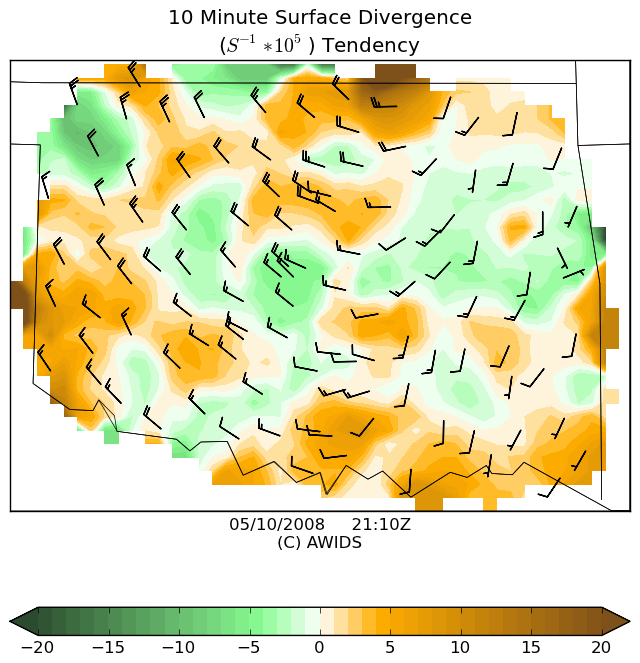 10 Minute Surface Divergence
(S⁻¹ *10⁵ ) Tendency
05/10/2008 21:10Z
(C) AWIDS
−20 −15 −10 −5 0 5 10 15 20